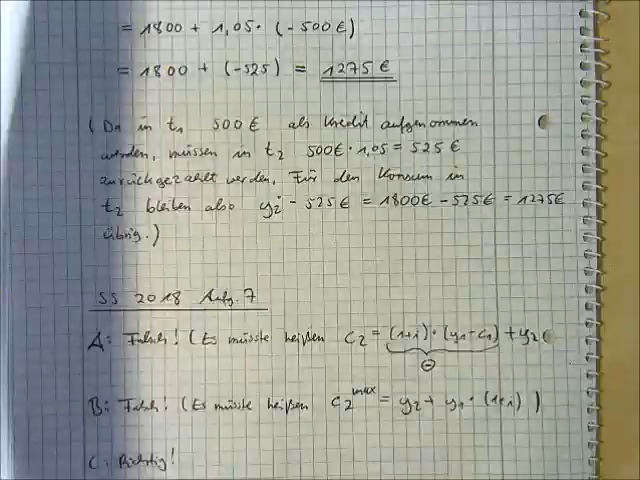 = 1800 + 1,05 · (-500 €)
= 1800 + (-525) = 1275 €
(Da in t₁ 500 € als Kredit aufgenommen
werden, müssen in t₂ 500€ · 1,05 = 525 €
zurückgezahlt werden. Für den Konsum in
t₂ bleiben also y₂ - 525 € = 1800 € - 525 € = 1275 €
übrig.)
SS 2018 Aufg. 7
A: Falsch! (Es müsste heißen c₂ = (1+i) · (y₁-c₁) + y₂
⊖
B: Falsch! (Es müsste heißen c₂ᵐᵃˣ = y₂ + y₁ · (1+i) )
C: Richtig!